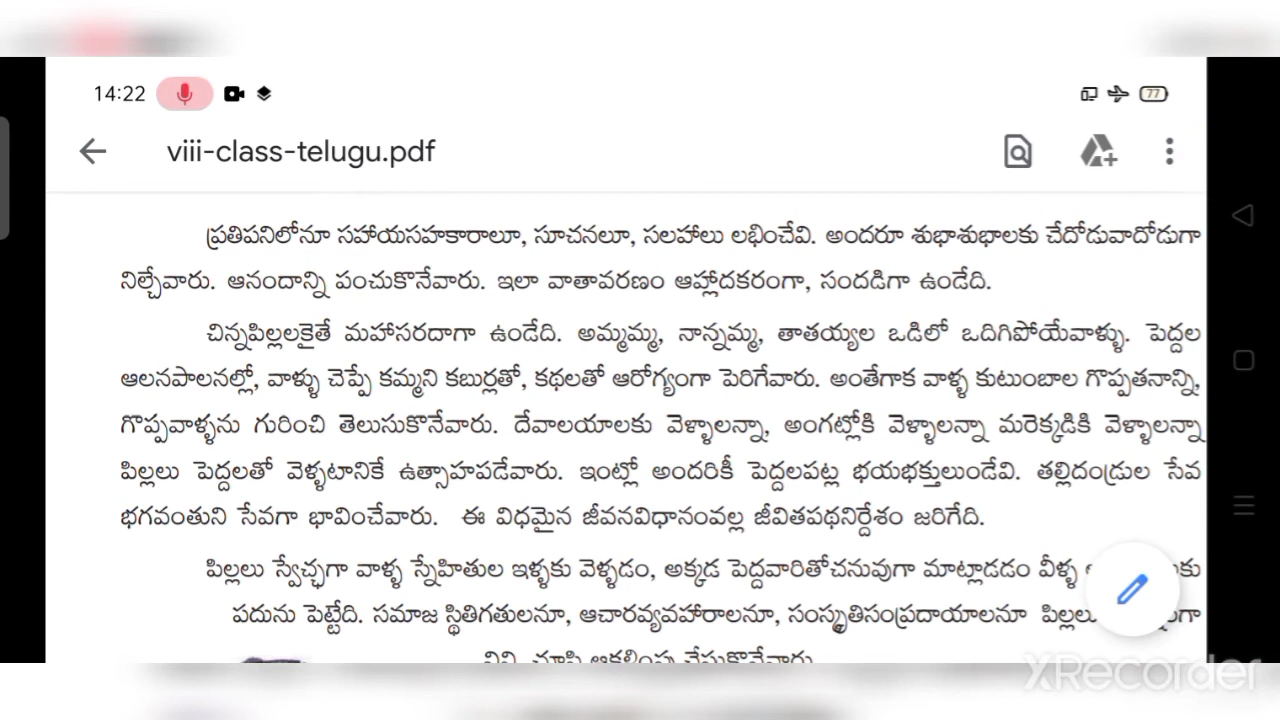 14:22
77
viii-class-telugu.pdf
ప్రతిపనిలోనూ సహాయసహకారాలూ, సూచనలూ, సలహాలు లభించేవి. అందరూ శుభాశుభాలకు చేదోడువాదోడుగా
నిల్చేవారు. ఆనందాన్ని పంచుకొనేవారు. ఇలా వాతావరణం ఆహ్లాదకరంగా, సందడిగా ఉండేది.
చిన్నపిల్లలకైతే మహాసరదాగా ఉండేది. అమ్మమ్మ, నాన్నమ్మ, తాతయ్యల ఒడిలో ఒదిగిపోయేవాళ్ళు. పెద్దల
ఆలనపాలనల్లో, వాళ్ళు చెప్పే కమ్మని కబుర్లతో, కథలతో ఆరోగ్యంగా పెరిగేవారు. అంతేగాక వాళ్ళ కుటుంబాల గొప్పతనాన్ని,
గొప్పవాళ్ళను గురించి తెలుసుకొనేవారు. దేవాలయాలకు వెళ్ళాలన్నా, అంగట్లోకి వెళ్ళాలన్నా మరెక్కడికి వెళ్ళాలన్నా
పిల్లలు పెద్దలతో వెళ్ళటానికే ఉత్సాహపడేవారు. ఇంట్లో అందరికీ పెద్దలపట్ల భయభక్తులుండేవి. తల్లిదండ్రుల సేవ
భగవంతుని సేవగా భావించేవారు. ఈ విధమైన జీవనవిధానంవల్ల జీవితపథనిర్దేశం జరిగేది.
పిల్లలు స్వేచ్ఛగా వాళ్ళ స్నేహితుల ఇళ్ళకు వెళ్ళడం, అక్కడ పెద్దవారితోచనువుగా మాట్లాడడం వీళ్ళ
పదును పెట్టేది. సమాజ స్థితిగతులనూ, ఆచారవ్యవహారాలనూ, సంస్కృతిసంప్రదాయాలనూ పిల్లలు
చూసి ఆకళింపు చేసుకొనేవారు.
XRecorder